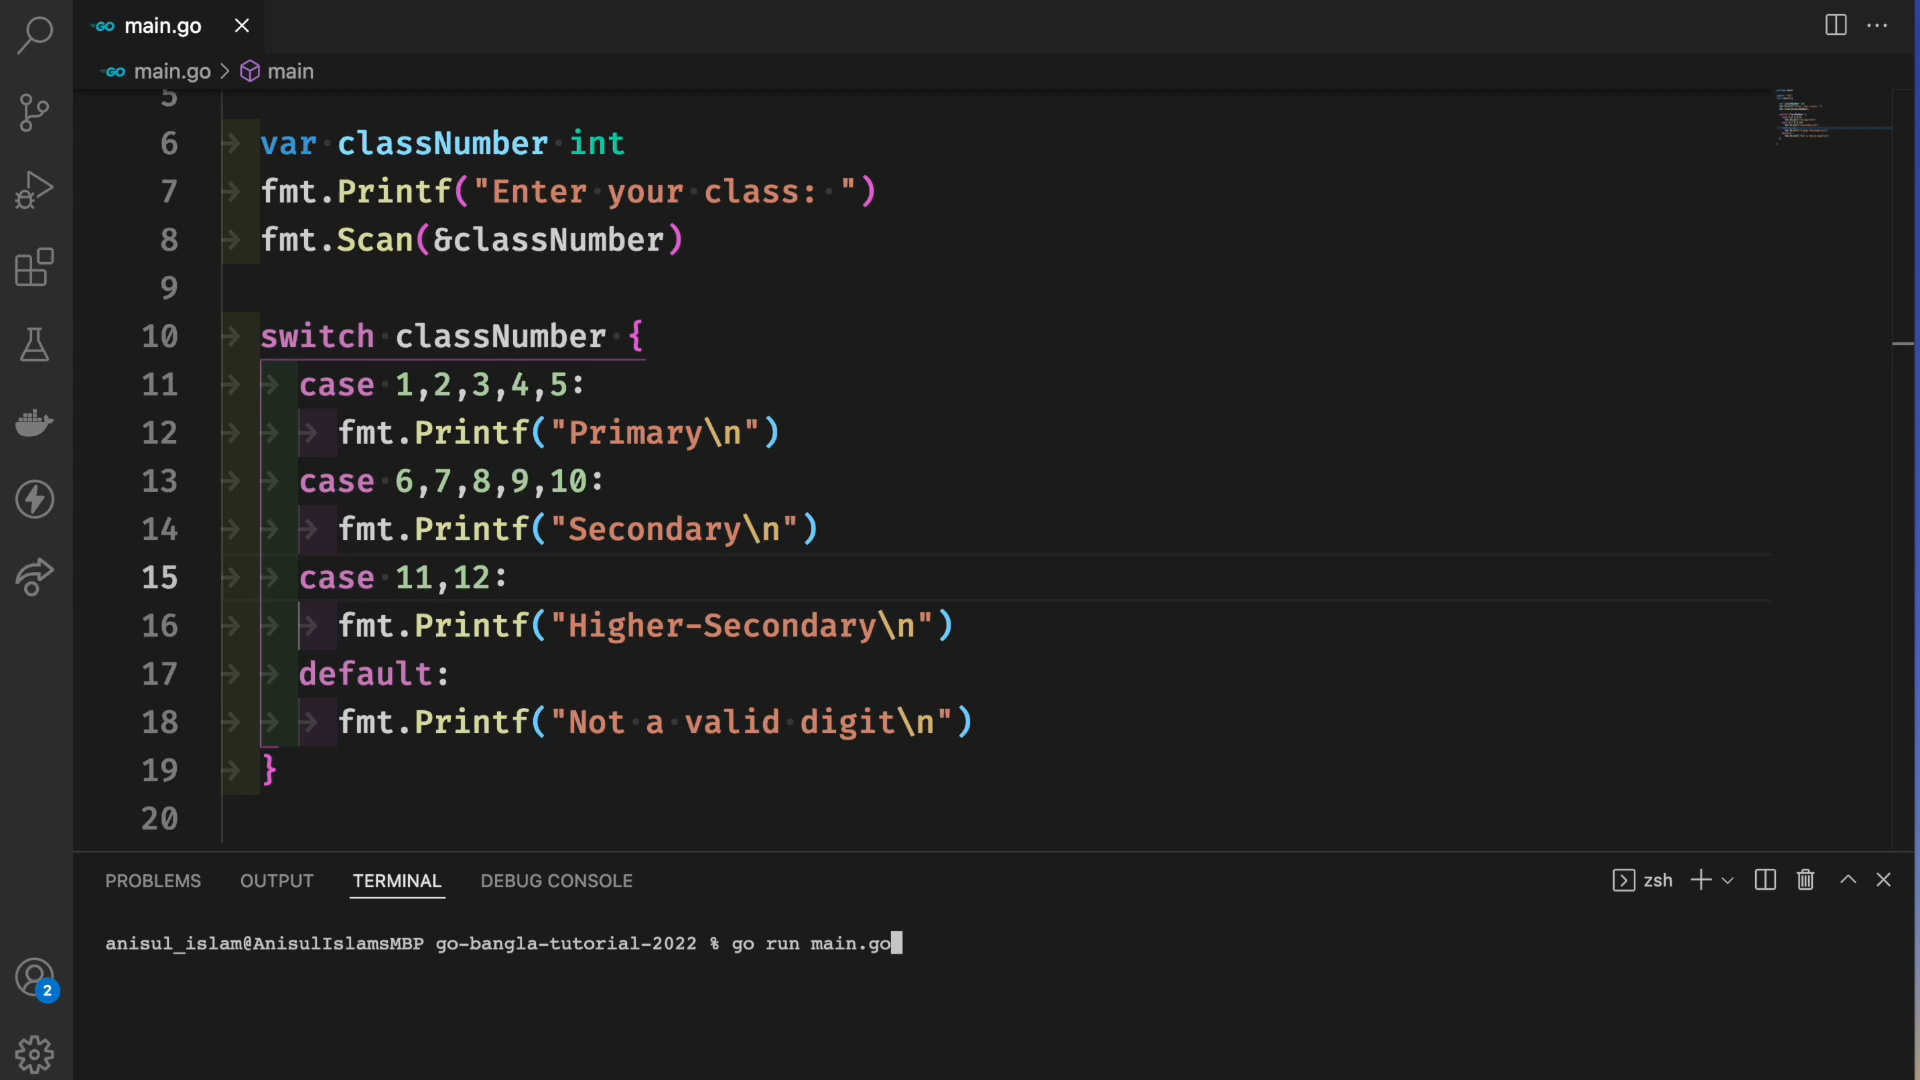 GO main.go
GO main.go > main
5
6 var classNumber int
7 fmt.Printf("Enter your class: ")
8 fmt.Scan(&classNumber)
9
10 switch classNumber {
11 case 1,2,3,4,5:
12 fmt.Printf("Primary\n")
13 case 6,7,8,9,10:
14 fmt.Printf("Secondary\n")
15 case 11,12:
16 fmt.Printf("Higher-Secondary\n")
17 default:
18 fmt.Printf("Not a valid digit\n")
19 }
20
PROBLEMS OUTPUT TERMINAL DEBUG CONSOLE zsh
anisul_islam@AnisulIslamsMBP go-bangla-tutorial-2022 % go run main.go
2